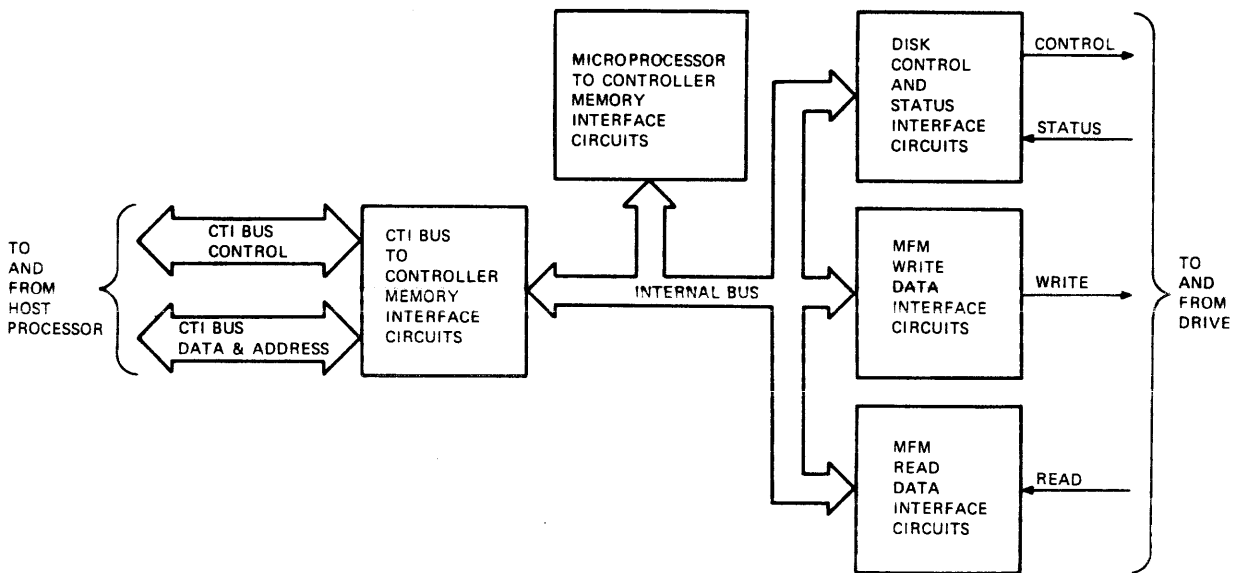 TO
AND
FROM
HOST
PROCESSOR
CTI BUS
CONTROL
CTI BUS
DATA & ADDRESS
CTI BUS
TO
CONTROLLER
MEMORY
INTERFACE
CIRCUITS
MICROPROCESSOR
TO CONTROLLER
MEMORY
INTERFACE
CIRCUITS
INTERNAL BUS
DISK
CONTROL
AND
STATUS
INTERFACE
CIRCUITS
CONTROL
STATUS
MFM
WRITE
DATA
INTERFACE
CIRCUITS
WRITE
MFM
READ
DATA
INTERFACE
CIRCUITS
READ
TO
AND
FROM
DRIVE